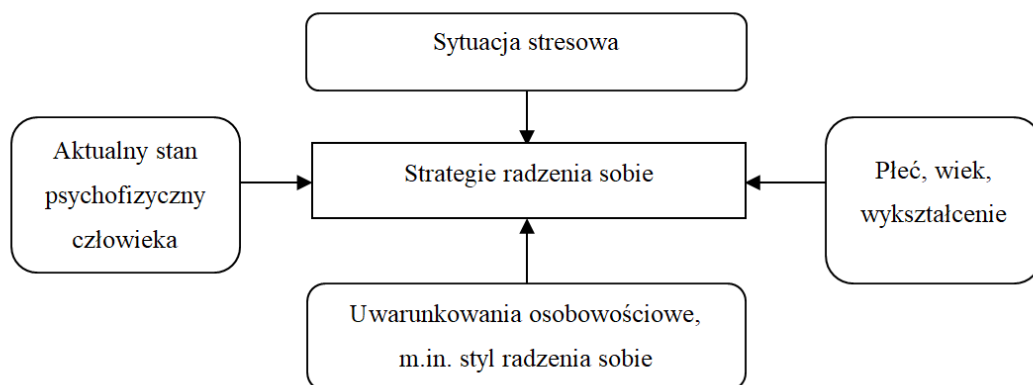 Sytuacja stresowa
Aktualny stan
psychofizyczny
człowieka
Strategie radzenia sobie
Płeć, wiek,
wykształcenie
Uwarunkowania osobowościowe,
m.in. styl radzenia sobie